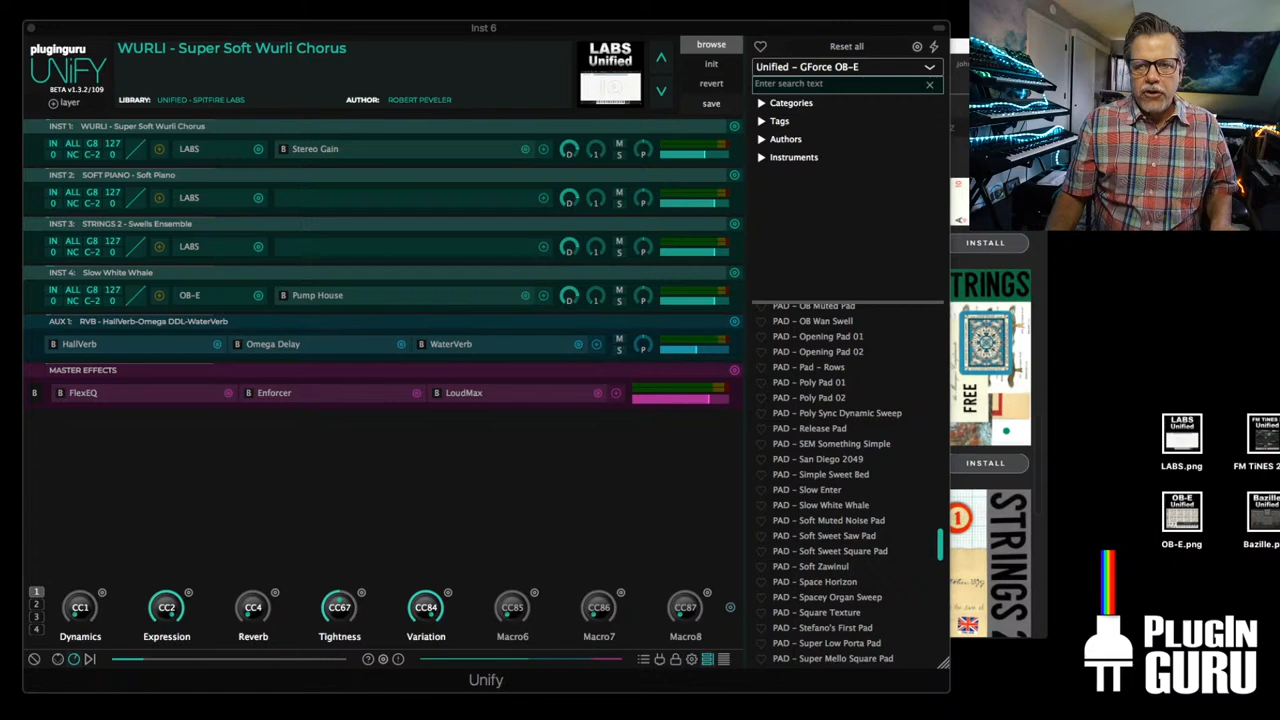 Inst 6
pluginguru
UNIFY
BETA v1.3.2/109
layer
WURLI - Super Soft Wurli Chorus
LIBRARY: UNIFIED - SPITFIRE LABS
AUTHOR: ROBERT PEVELER
LABS
Unified
browse
init
revert
save
Reset all
Unified - GForce OB-E
Enter search text
Categories
Tags
Authors
Instruments
INST 1: WURLI - Super Soft Wurli Chorus
IN ALL G8 127
0 NC C-2 0
LABS
B Stereo Gain
D 1 M S P
INST 2: SOFT PIANO - Soft Piano
IN ALL G8 127
0 NC C-2 0
LABS
D 1 M S P
INST 3: STRINGS 2 - Swells Ensemble
IN ALL G8 127
0 NC C-2 0
LABS
D 1 M S P
INST 4: Slow White Whale
IN ALL G8 127
0 NC C-2 0
OB-E
B Pump House
D 1 M S P
AUX 1: RVB - HallVerb-Omega DDL-WaterVerb
B HallVerb
B Omega Delay
B WaterVerb
M S P
MASTER EFFECTS
B
B FlexEQ
B Enforcer
B LoudMax
PAD - OB Muted Pad
PAD - OB Wan Swell
PAD - Opening Pad 01
PAD - Opening Pad 02
PAD - Pad - Rows
PAD - Poly Pad 01
PAD - Poly Pad 02
PAD - Poly Sync Dynamic Sweep
PAD - Release Pad
PAD - SEM Something Simple
PAD - San Diego 2049
PAD - Simple Sweet Bed
PAD - Slow Enter
PAD - Slow White Whale
PAD - Soft Muted Noise Pad
PAD - Soft Sweet Saw Pad
PAD - Soft Sweet Square Pad
PAD - Soft Zawinul
PAD - Space Horizon
PAD - Spacey Organ Sweep
PAD - Square Texture
PAD - Stefano's First Pad
PAD - Super Low Porta Pad
PAD - Super Mello Square Pad
1
2
3
4
CC1
CC2
CC4
CC67
CC84
CC85
CC86
CC87
Dynamics
Expression
Reverb
Tightness
Variation
Macro6
Macro7
Macro8
Unify
john
INSTALL
STRINGS
FREE
INSTALL
1
STRINGS 2
LABS
Unified
LABS.png
FM TiNES 2
OB-E
Unified
OB-E.png
Bazille
Bazille.p
PLUGIN
GURU